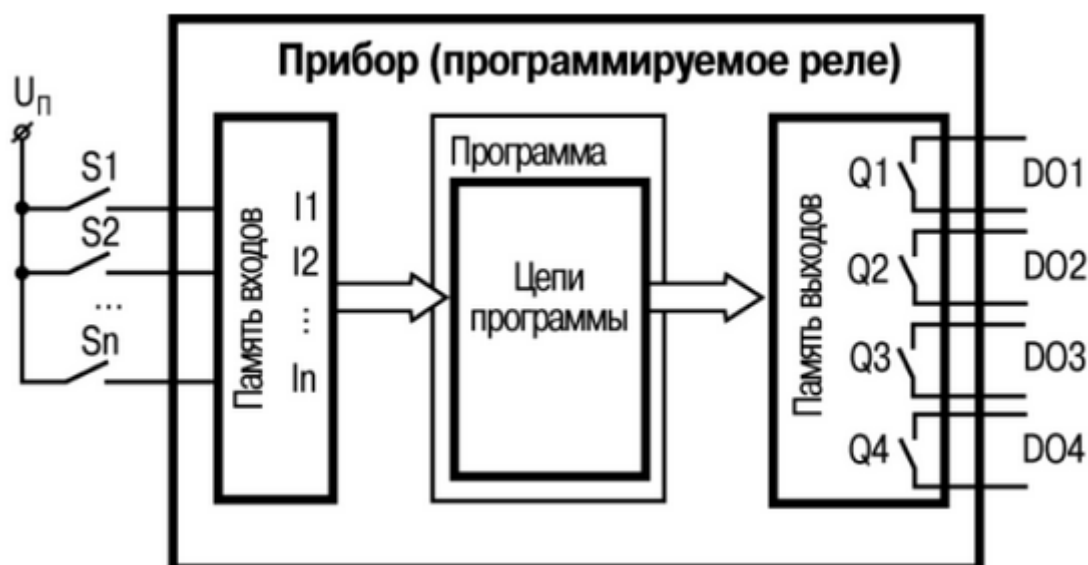 Прибор (программируемое реле)
Uп
S1
S2
...
Sn
Память входов
I1
I2
...
In
Программа
Цепи
программы
Память выходов
Q1
Q2
Q3
Q4
DO1
DO2
DO3
DO4